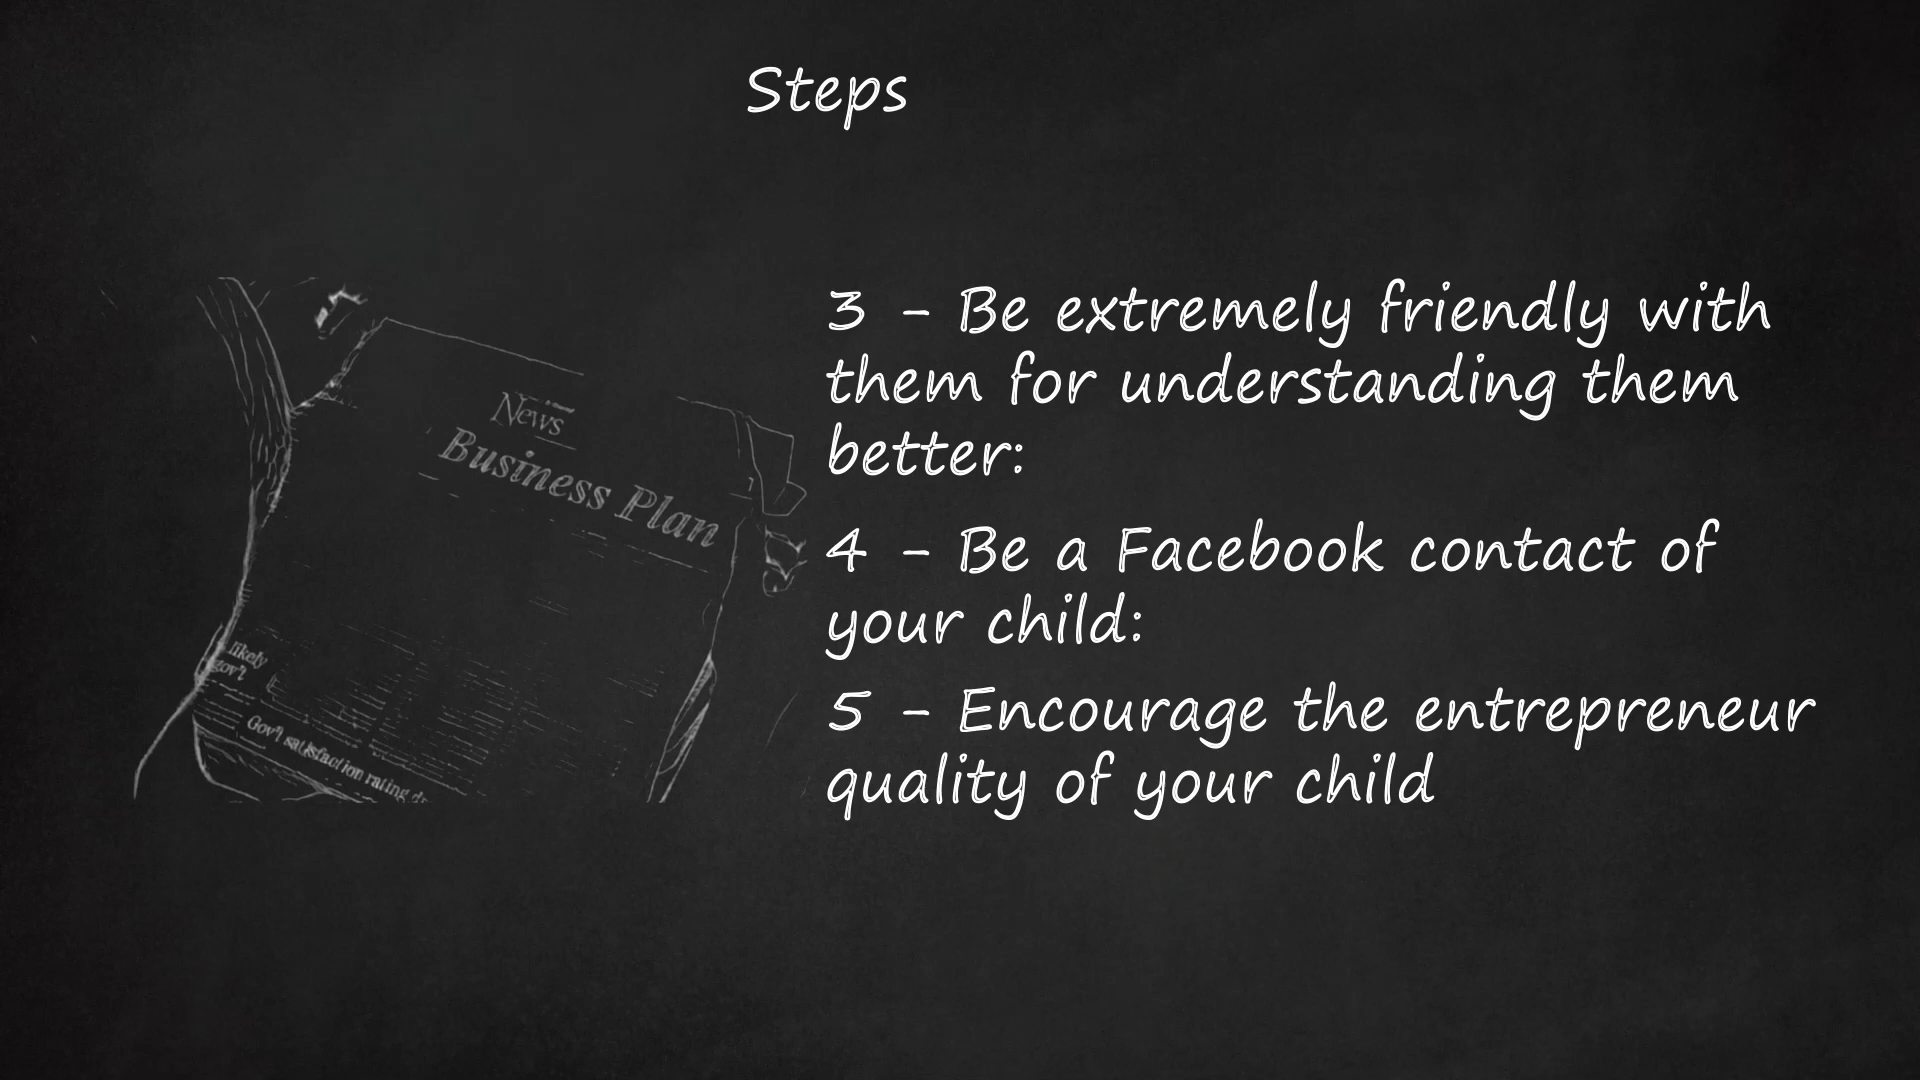 Steps
News
Business Plan
likely
gov't
Gov't satisfaction rating
3 - Be extremely friendly with
them for understanding them
better:
4 - Be a Facebook contact of
your child:
5 - Encourage the entrepreneur
quality of your child